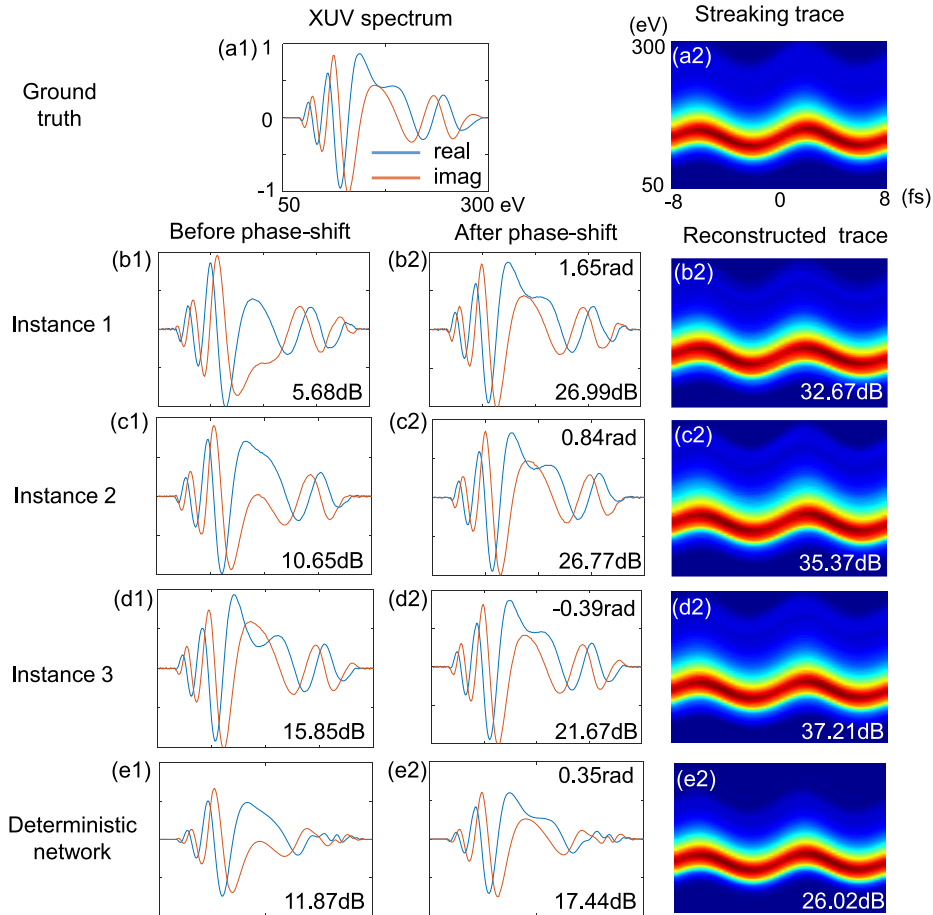 XUV spectrum
Streaking trace
Ground truth
(a1)
1
0
-1
real
imag
50
300 eV
(eV)
300
(a2)
50
-8
0
8
(fs)
Before phase-shift
After phase-shift
Reconstructed trace
Instance 1
(b1)
5.68dB
(b2)
1.65rad
26.99dB
(b2)
32.67dB
Instance 2
(c1)
10.65dB
(c2)
0.84rad
26.77dB
(c2)
35.37dB
Instance 3
(d1)
15.85dB
(d2)
-0.39rad
21.67dB
(d2)
37.21dB
Deterministic
network
(e1)
11.87dB
(e2)
0.35rad
17.44dB
(e2)
26.02dB